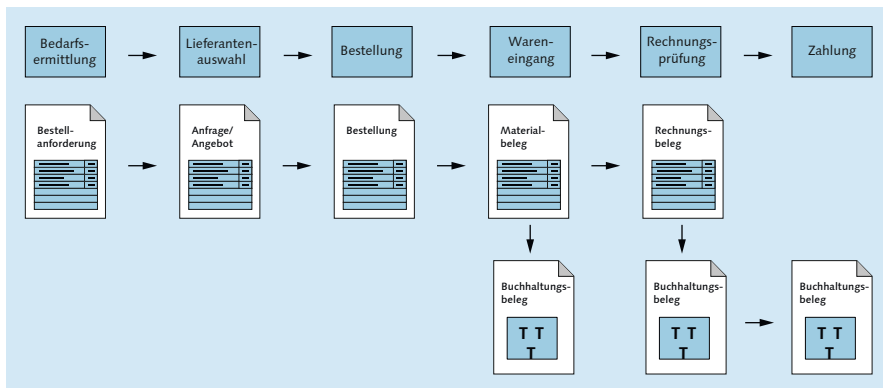 Bedarfs-
ermittlung
Lieferanten-
auswahl
Bestellung
Waren-
eingang
Rechnungs-
prüfung
Zahlung
Bestell-
anforderung
Anfrage/
Angebot
Bestellung
Material-
beleg
Rechnungs-
beleg
Buchhaltungs-
beleg
T T
T
Buchhaltungs-
beleg
T T
T
Buchhaltungs-
beleg
T T
T